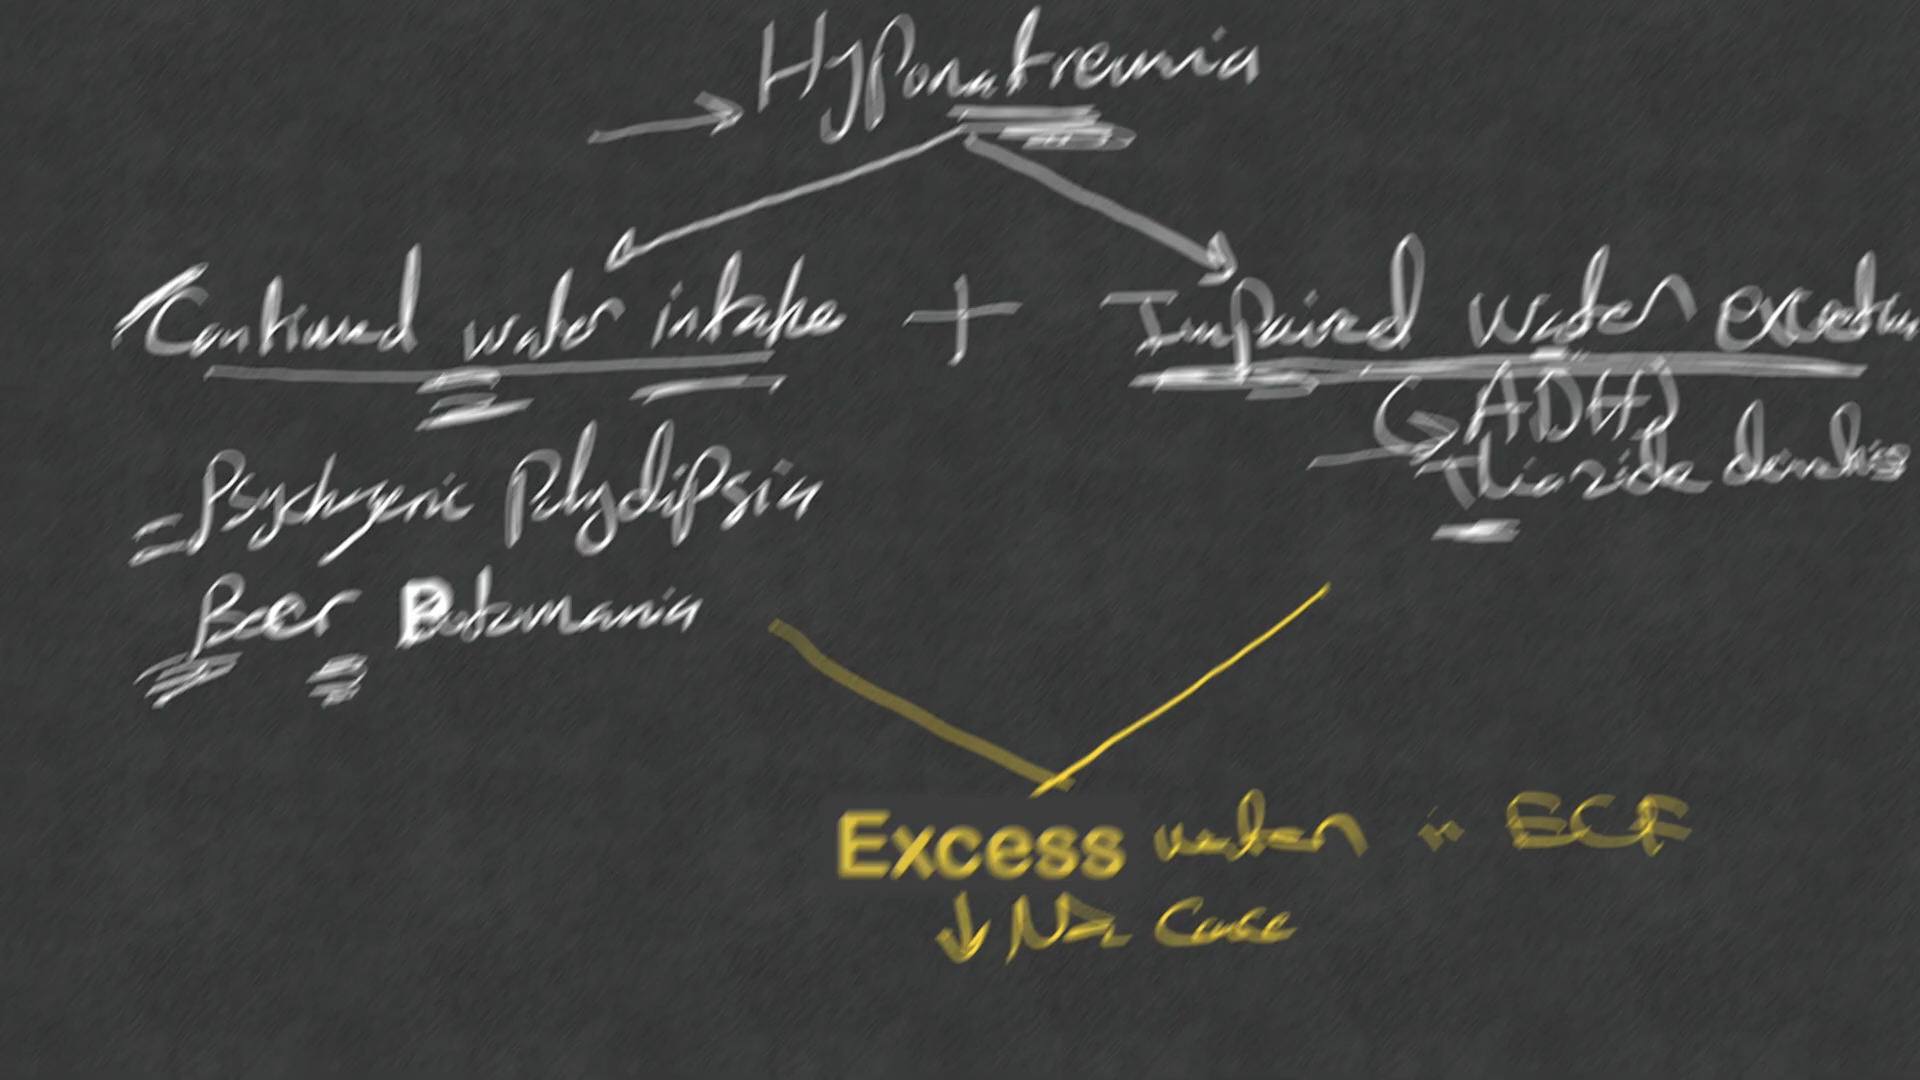 Hyponatremia
Continued water intake + Impaired water excretion
(→ ADH)
Thiazide diuretics
Psychogenic Polydipsia
Beer Potomania
Excess water in ECF
↓ Na Conc